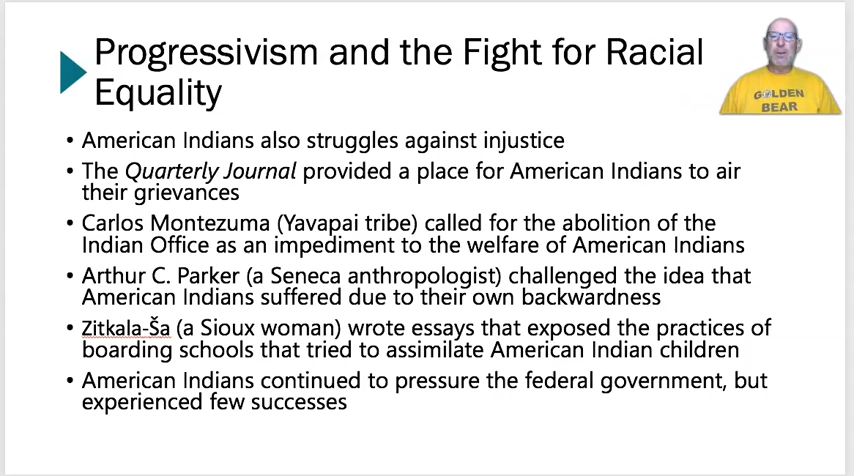 Progressivism and the Fight for Racial
Equality
GOLDEN
BEAR
• American Indians also struggles against injustice
• The Quarterly Journal provided a place for American Indians to air
their grievances
• Carlos Montezuma (Yavapai tribe) called for the abolition of the
Indian Office as an impediment to the welfare of American Indians
• Arthur C. Parker (a Seneca anthropologist) challenged the idea that
American Indians suffered due to their own backwardness
• Zitkala-Ša (a Sioux woman) wrote essays that exposed the practices of
boarding schools that tried to assimilate American Indian children
• American Indians continued to pressure the federal government, but
experienced few successes